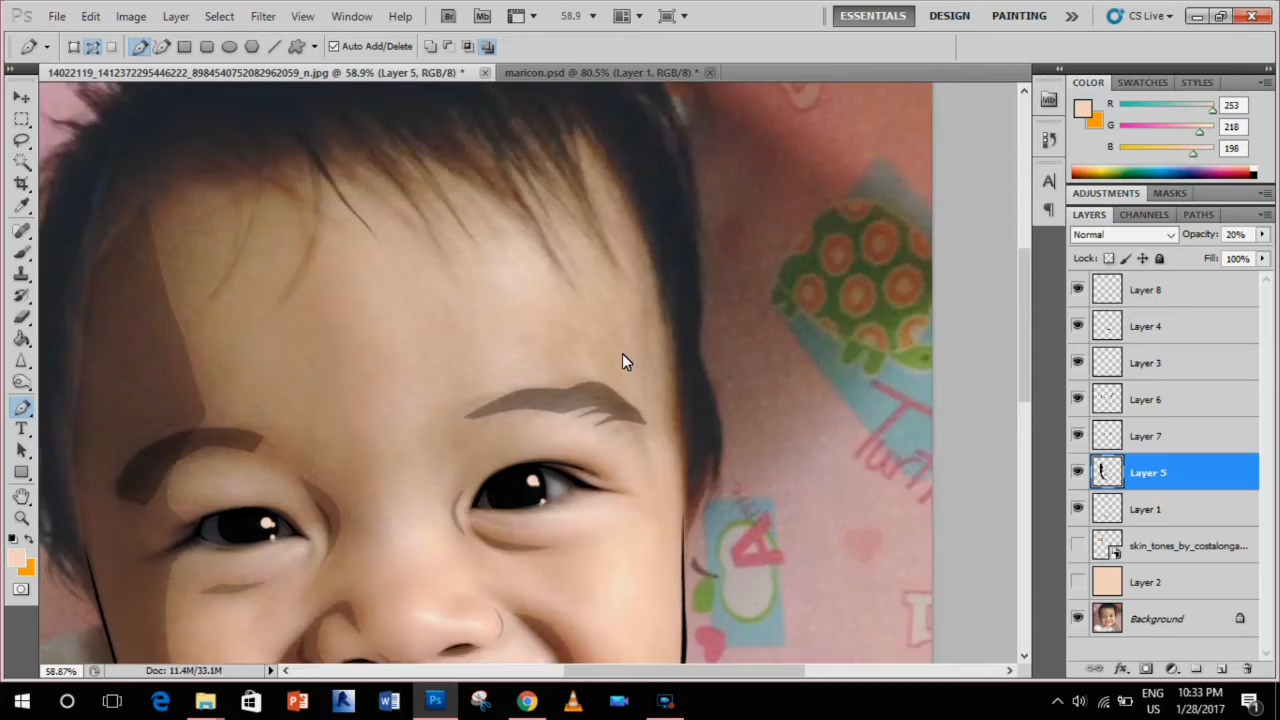 Ps File Edit Image Layer Select Filter View Window Help Br Mb 58.9 ESSENTIALS DESIGN PAINTING CS Live
Auto Add/Delete
14022119_1412372295446222_8984540752082962059_n.jpg @ 58.9% (Layer 5, RGB/8) * maricon.psd @ 80.5% (Layer 1, RGB/8) *
COLOR SWATCHES STYLES
Mb
R 253
G 218
B 198
A
ADJUSTMENTS MASKS
LAYERS CHANNELS PATHS
Normal Opacity: 20%
Lock: Fill: 100%
Layer 8
Layer 4
Layer 3
Layer 6
Layer 7
Layer 5
Layer 1
skin_tones_by_costalonga...
Layer 2
Background
T
A
58.87% Doc: 11.4M/33.1M
ENG 10:33 PM
US 1/28/2017